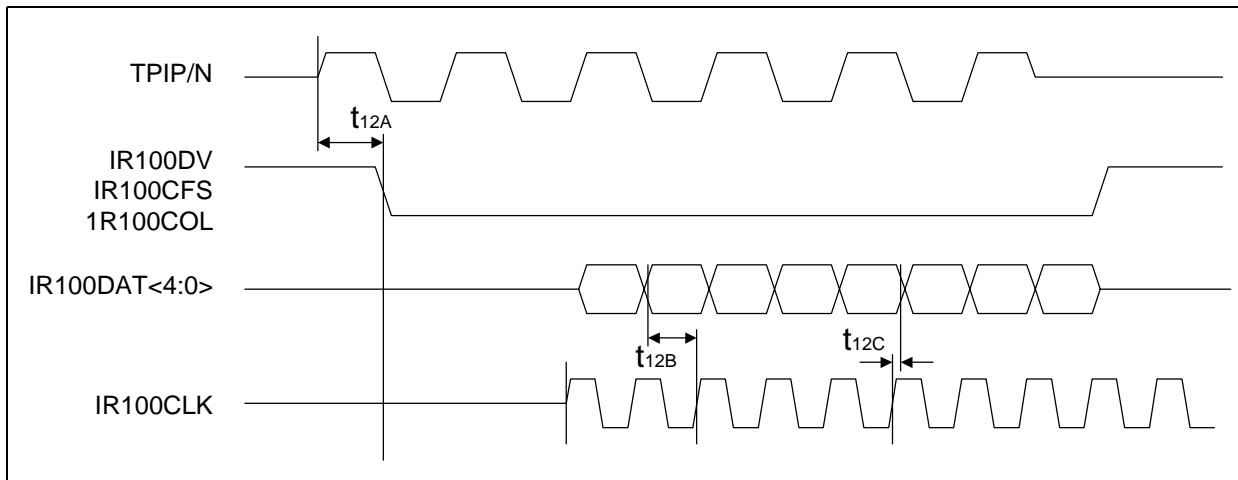 TPIP/N
t12A
IR100DV
IR100CFS
1R100COL
IR100DAT<4:0>
t12B
t12C
IR100CLK